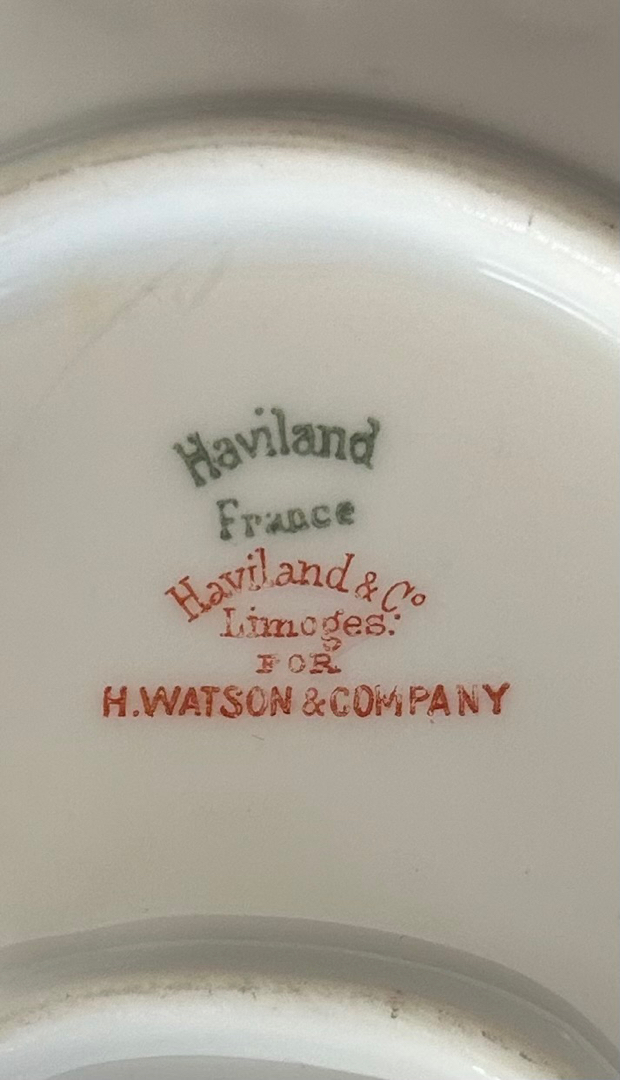 Haviland
France
Haviland & Co
Limoges.
FOR
H.WATSON & COMPANY